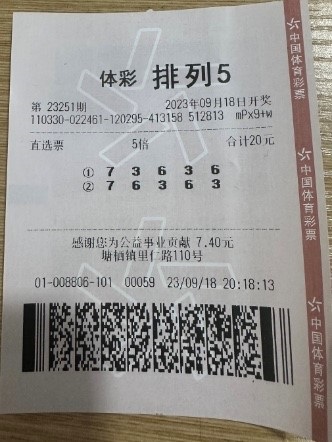 体彩 排列5
第 23251期 2023年09月18日开奖
110330-022461-120295-413158 512813 mPx9+w
直选票 5倍 合计20元
① 7 3 6 3 6
② 7 6 3 6 3
感谢您为公益事业贡献 7.40元
塘栖镇里仁路110号
01-008806-101 00059 23/09/18 20:18:13
中国体育彩票
中国体育彩票
中国体育彩票